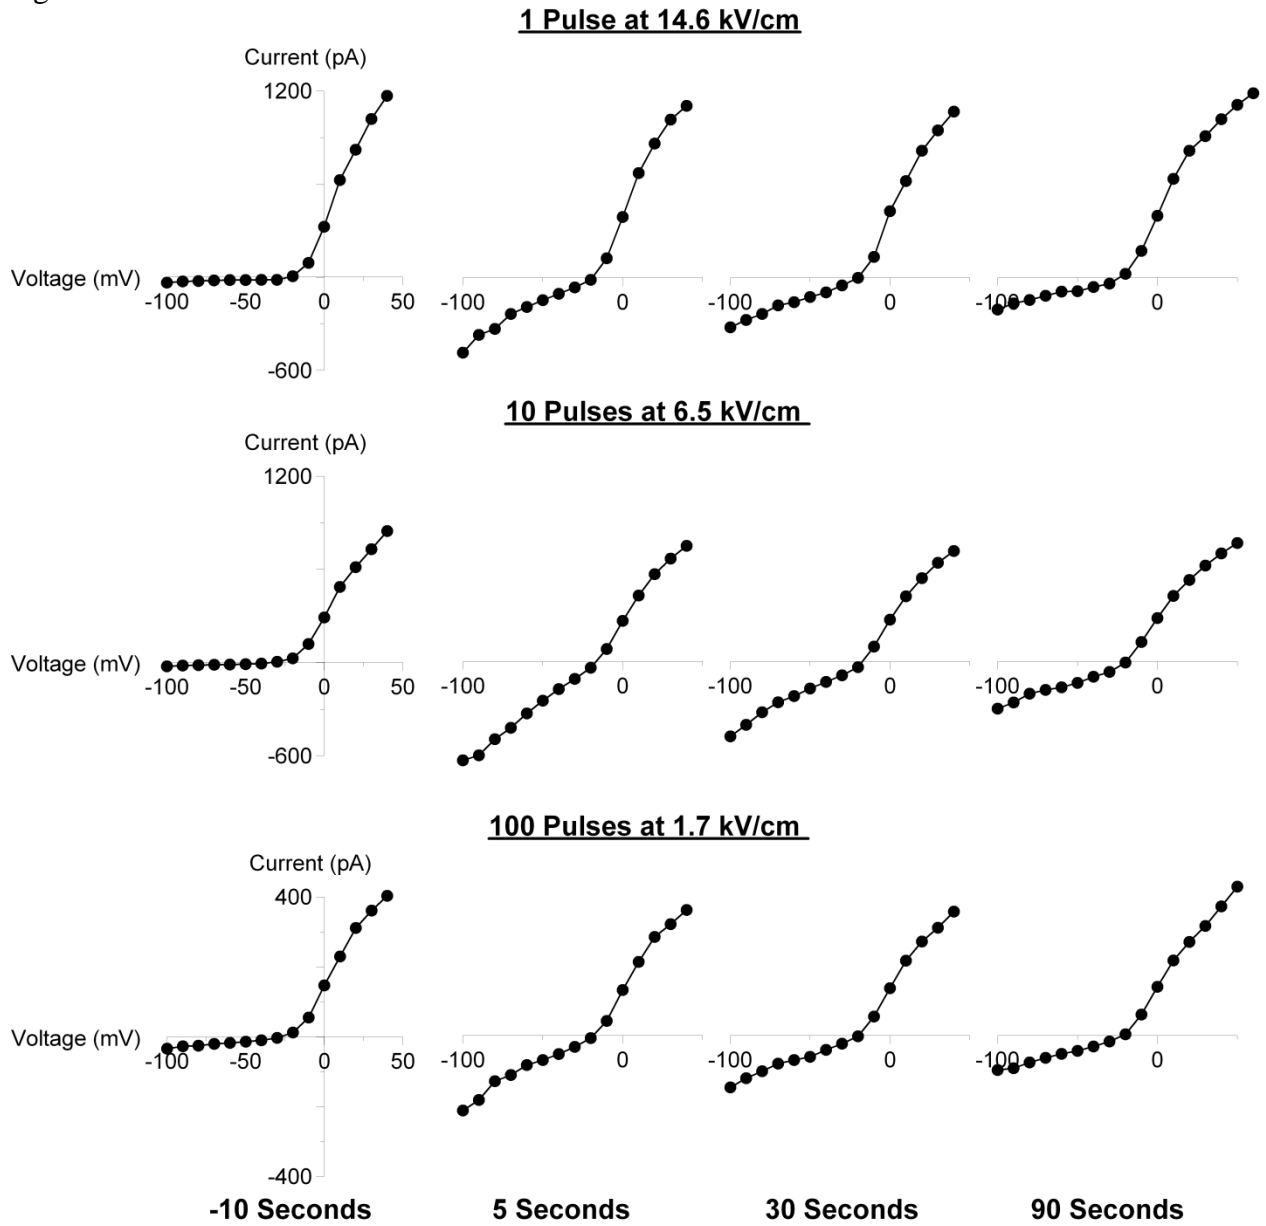 1 Pulse at 14.6 kV/cm
Current (pA)
1200
Voltage (mV)
-100 -50 0 50 -100 0 -100 0 -100 0
-600
10 Pulses at 6.5 kV/cm
Current (pA)
1200
Voltage (mV)
-100 -50 0 50 -100 0 -100 0 -100 0
-600
100 Pulses at 1.7 kV/cm
Current (pA)
400
Voltage (mV)
-100 -50 0 50 -100 0 -100 0 -100 0
-400
-10 Seconds 5 Seconds 30 Seconds 90 Seconds